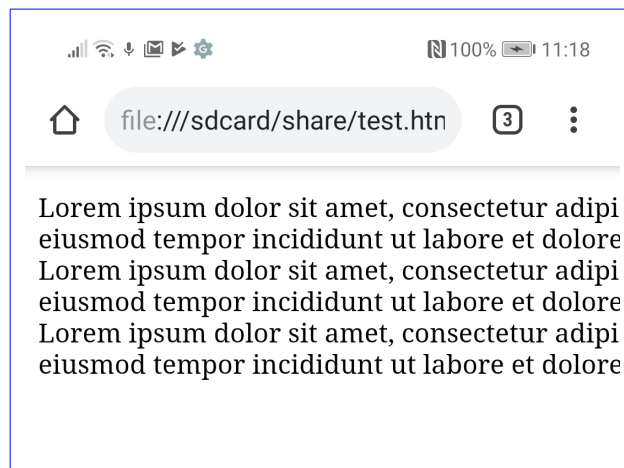 100% 11:18
file:///sdcard/share/test.htn
3
Lorem ipsum dolor sit amet, consectetur adipi
eiusmod tempor incididunt ut labore et dolore
Lorem ipsum dolor sit amet, consectetur adipi
eiusmod tempor incididunt ut labore et dolore
Lorem ipsum dolor sit amet, consectetur adipi
eiusmod tempor incididunt ut labore et dolore